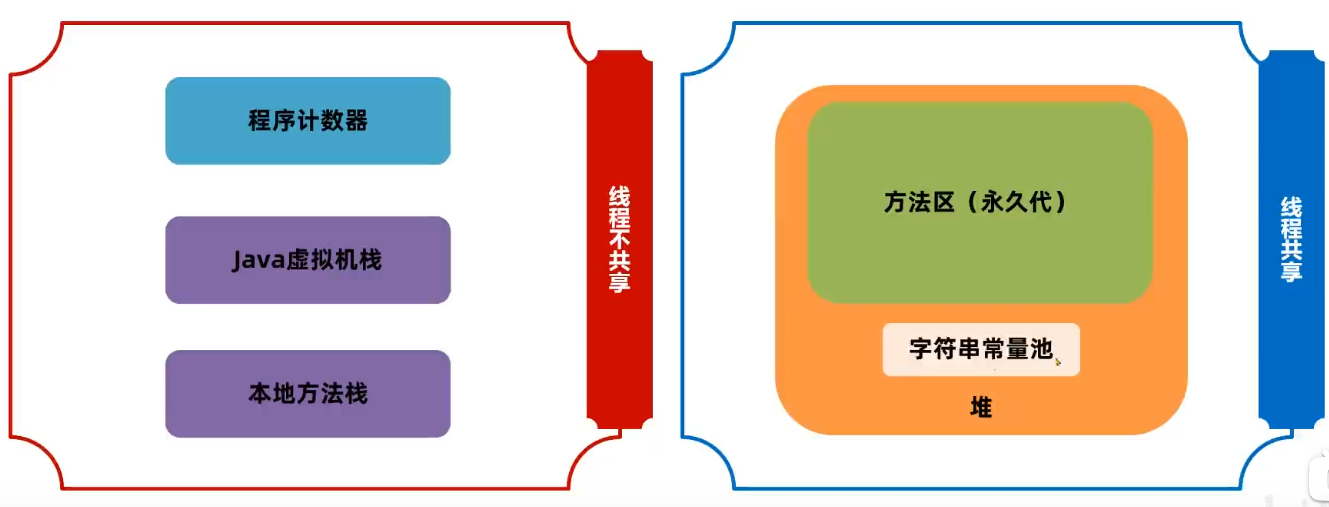 程序计数器
Java虚拟机栈
本地方法栈
线程不共享
方法区（永久代）
字符串常量池
堆
线程共享